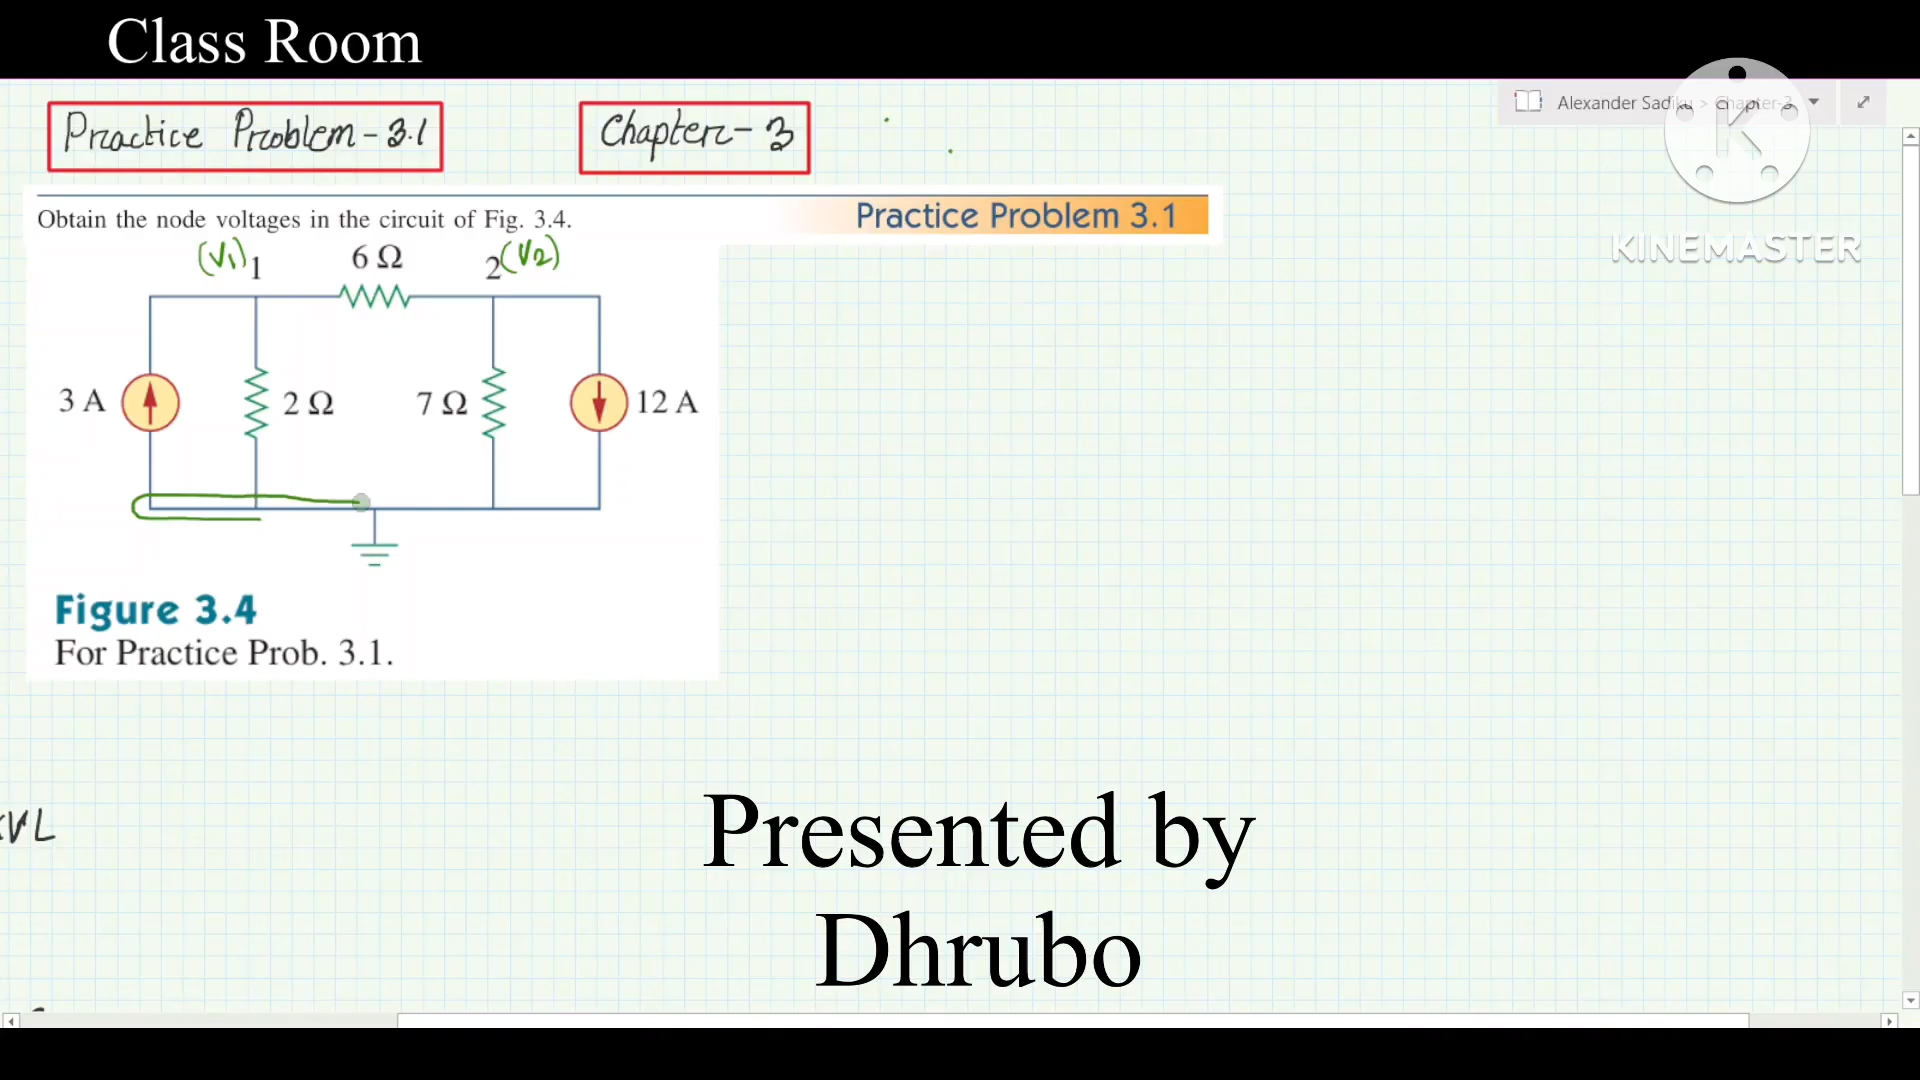 Class Room
Practice Problem-3.1
Chapter-3
Alexander Sadiku > Chapter-3
KINEMASTER
Obtain the node voltages in the circuit of Fig. 3.4.
Practice Problem 3.1
(V1) 1
6 Ω
2 (V2)
3 A
2 Ω
7 Ω
12 A
Figure 3.4
For Practice Prob. 3.1.
VL
Presented by
Dhrubo